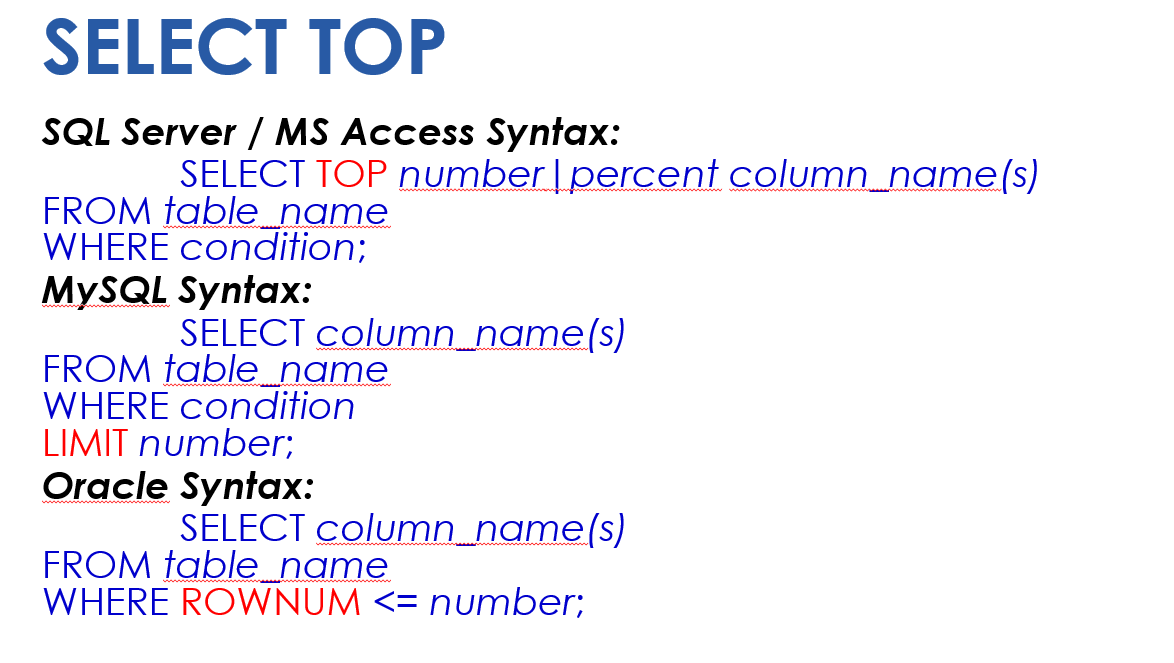 SELECT TOP
SQL Server / MS Access Syntax:
SELECT TOP number|percent column_name(s)
FROM table_name
WHERE condition;
MySQL Syntax:
SELECT column_name(s)
FROM table_name
WHERE condition
LIMIT number;
Oracle Syntax:
SELECT column_name(s)
FROM table_name
WHERE ROWNUM <= number;